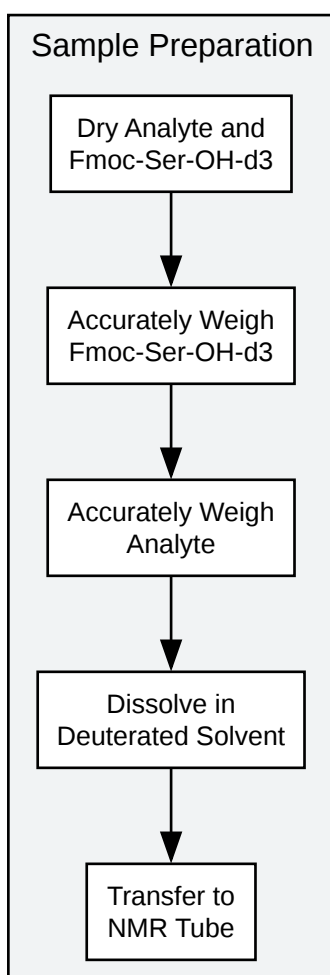 Sample Preparation
Dry Analyte and
Fmoc-Ser-OH-d3
Accurately Weigh
Fmoc-Ser-OH-d3
Accurately Weigh
Analyte
Dissolve in
Deuterated Solvent
Transfer to
NMR Tube